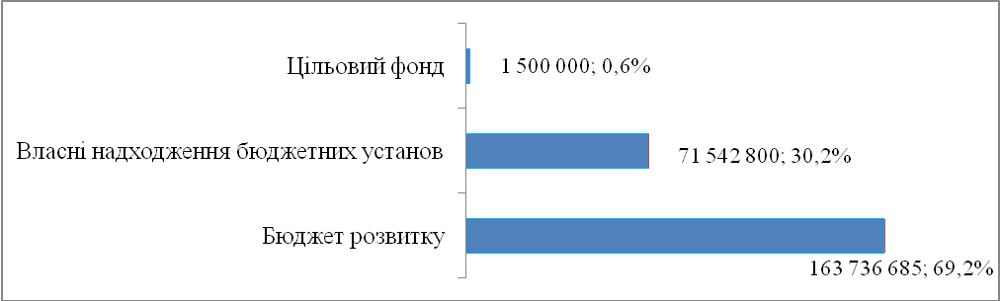 Цільовий фонд
1 500 000; 0,6%
Власні надходження бюджетних установ
71 542 800; 30,2%
Бюджет розвитку
163 736 685; 69,2%